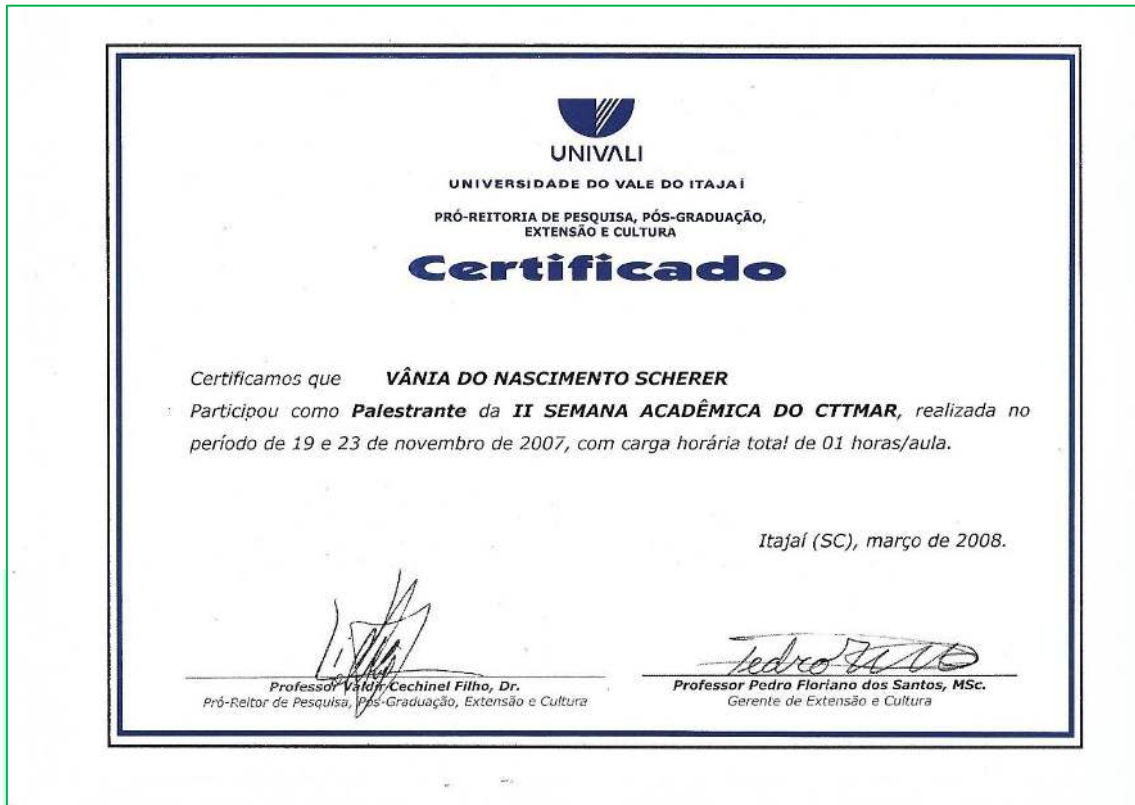 UNIVALI
UNIVERSIDADE DO VALE DO ITAJAÍ
PRÓ-REITORIA DE PESQUISA, PÓS-GRADUAÇÃO,
EXTENSÃO E CULTURA
Certificado
Certificamos que VÂNIA DO NASCIMENTO SCHERER
Participou como Palestrante da II SEMANA ACADÊMICA DO CTTMAR, realizada no
período de 19 e 23 de novembro de 2007, com carga horária total de 01 horas/aula.
Itajaí (SC), março de 2008.
Pedro
Professor Valdir Cechinel Filho, Dr.
Pró-Reitor de Pesquisa, Pós-Graduação, Extensão e Cultura
Professor Pedro Floriano dos Santos, MSc.
Gerente de Extensão e Cultura